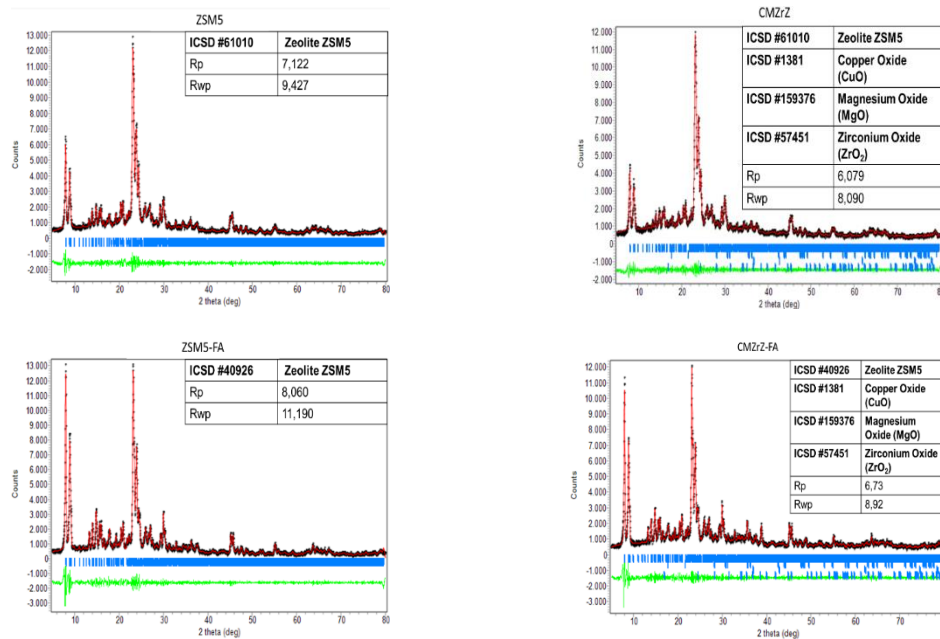 ZSM5
13.000
12.000
11.000
10.000
9.000
8.000
7.000
6.000
5.000
4.000
3.000
2.000
1.000
0
-1.000
-2.000
Counts
10 20 30 40 50 60 70 80
2 theta (deg)
ICSD #61010 Zeolite ZSM5
Rp 7,122
Rwp 9,427
CMZrZ
12.000
11.000
10.000
9.000
8.000
7.000
6.000
5.000
4.000
3.000
2.000
1.000
0
-1.000
-2.000
Counts
10 20 30 40 50 60 70 80
2 theta (deg)
ICSD #61010 Zeolite ZSM5
ICSD #1381 Copper Oxide
(CuO)
ICSD #159376 Magnesium Oxide
(MgO)
ICSD #57451 Zirconium Oxide
(ZrO₂)
Rp 6,079
Rwp 8,090
ZSM5-FA
13.000
12.000
11.000
10.000
9.000
8.000
7.000
6.000
5.000
4.000
3.000
2.000
1.000
0
-1.000
-2.000
-3.000
Counts
10 20 30 40 50 60 70 80
2 theta (deg)
ICSD #40926 Zeolite ZSM5
Rp 8,060
Rwp 11,190
CMZrZ-FA
12.000
11.000
10.000
9.000
8.000
7.000
6.000
5.000
4.000
3.000
2.000
1.000
0
-1.000
-2.000
-3.000
Counts
10 20 30 40 50 60 70 80
2 theta (deg)
ICSD #40926 Zeolite ZSM5
ICSD #1381 Copper Oxide
(CuO)
ICSD #159376 Magnesium
Oxide (MgO)
ICSD #57451 Zirconium Oxide
(ZrO₂)
Rp 6,73
Rwp 8,92